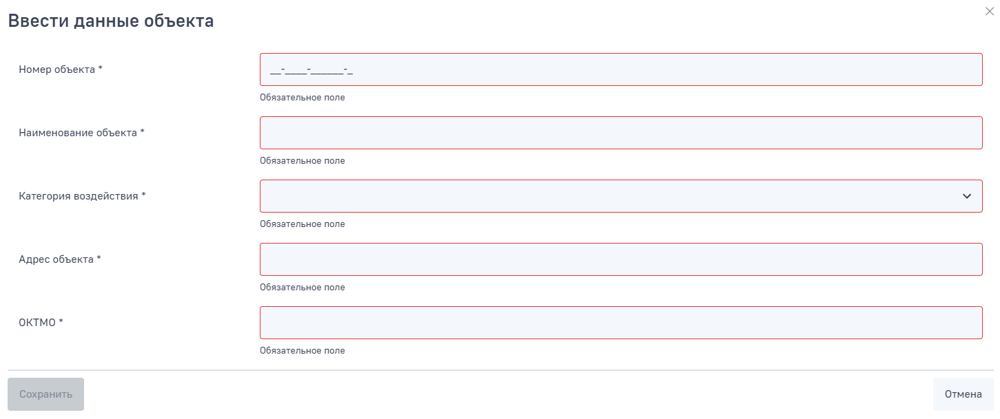 Ввести данные объекта
Номер объекта *
__-____-______-_
Обязательное поле
Наименование объекта *
Обязательное поле
Категория воздействия *
Обязательное поле
Адрес объекта *
Обязательное поле
ОКТМО *
Обязательное поле
Сохранить
Отмена